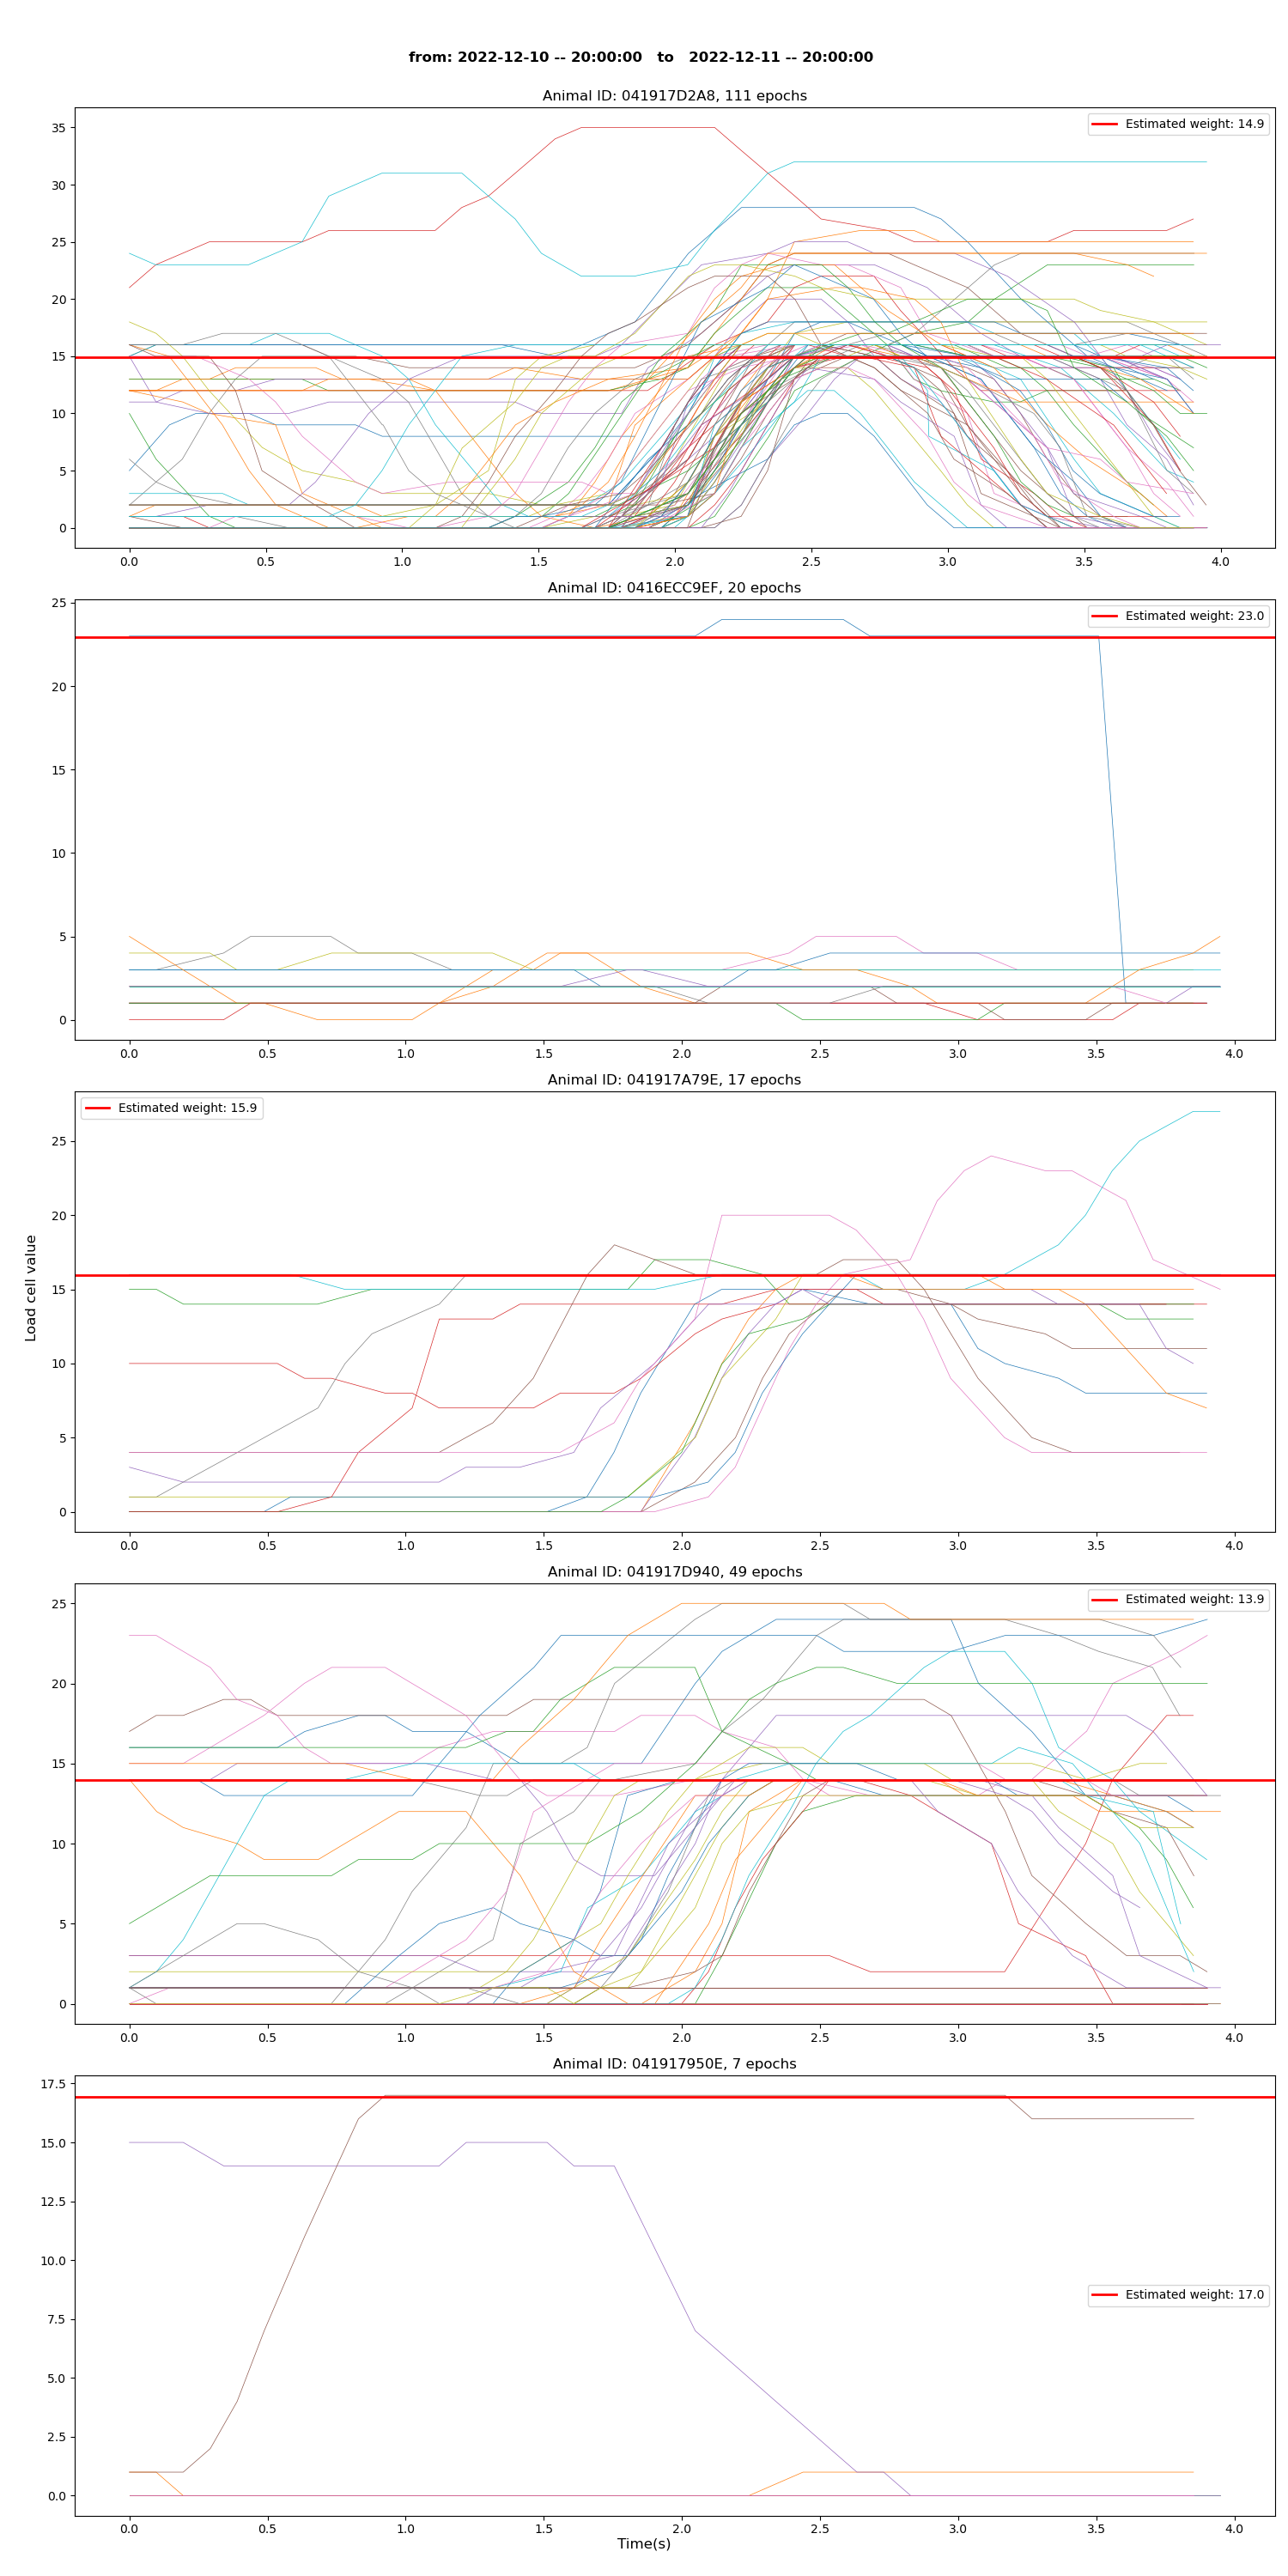 from: 2022-12-10 -- 20:00:00   to   2022-12-11 -- 20:00:00
Animal ID: 041917D2A8, 111 epochs
Estimated weight: 14.9
35
30
25
20
15
10
5
0
0.0 0.5 1.0 1.5 2.0 2.5 3.0 3.5 4.0
Animal ID: 0416ECC9EF, 20 epochs
Estimated weight: 23.0
25
20
15
10
5
0
0.0 0.5 1.0 1.5 2.0 2.5 3.0 3.5 4.0
Animal ID: 041917A79E, 17 epochs
Estimated weight: 15.9
Load cell value
25
20
15
10
5
0
0.0 0.5 1.0 1.5 2.0 2.5 3.0 3.5 4.0
Animal ID: 041917D940, 49 epochs
Estimated weight: 13.9
25
20
15
10
5
0
0.0 0.5 1.0 1.5 2.0 2.5 3.0 3.5 4.0
Animal ID: 041917950E, 7 epochs
17.5
15.0
12.5
10.0
7.5
5.0
2.5
0.0
Estimated weight: 17.0
0.0 0.5 1.0 1.5 2.0 2.5 3.0 3.5 4.0
Time(s)